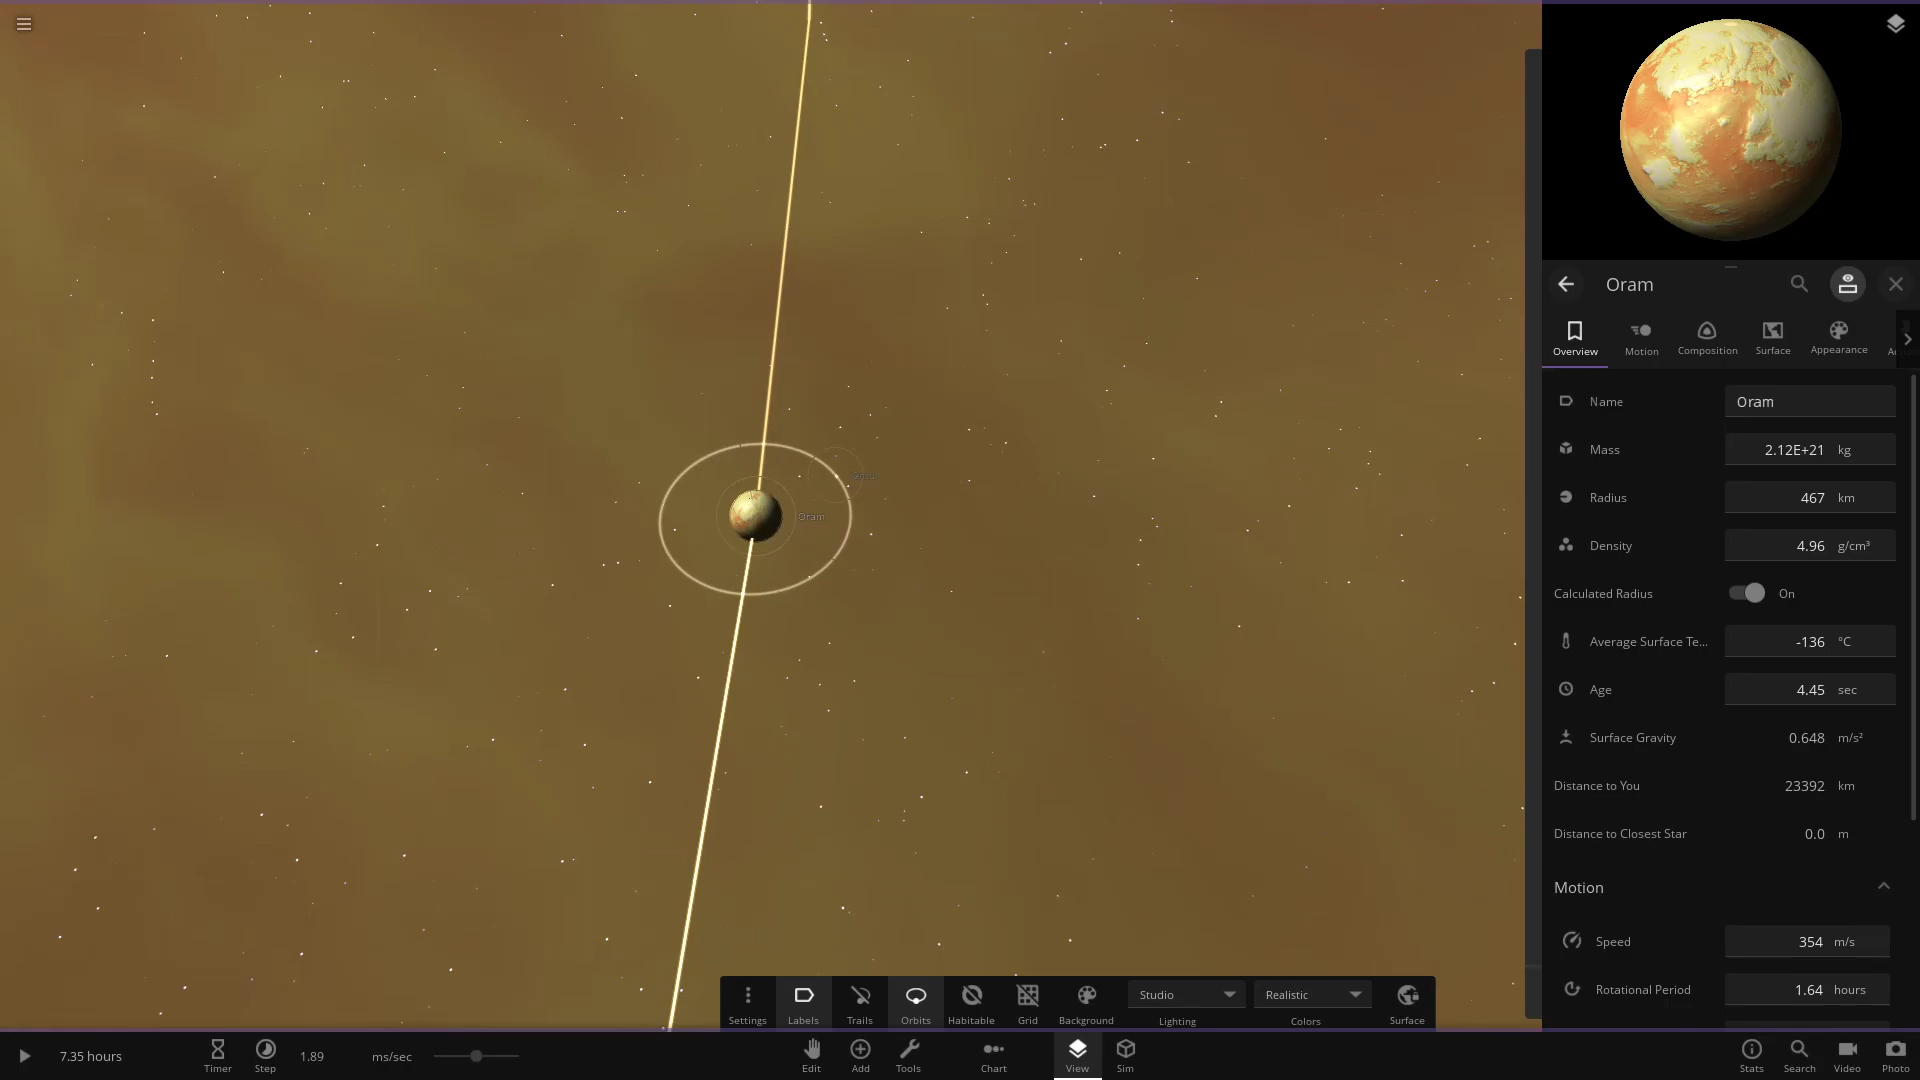 Oram
Oram
Overview
Motion
Composition
Surface
Appearance
Name
Oram
Mass
2.12E+21 kg
Radius
467 km
Density
4.96 g/cm³
Calculated Radius
On
Average Surface Te...
-136 °C
Age
4.45 sec
Surface Gravity
0.648 m/s²
Distance to You
23392 km
Distance to Closest Star
0.0 m
Motion
Speed
354 m/s
Rotational Period
1.64 hours
Settings
Labels
Trails
Orbits
Habitable
Grid
Background
Studio
Lighting
Realistic
Colors
Surface
7.35 hours
Timer
Step
1.89 ms/sec
Edit
Add
Tools
Chart
View
Sim
Stats
Search
Video
Photo